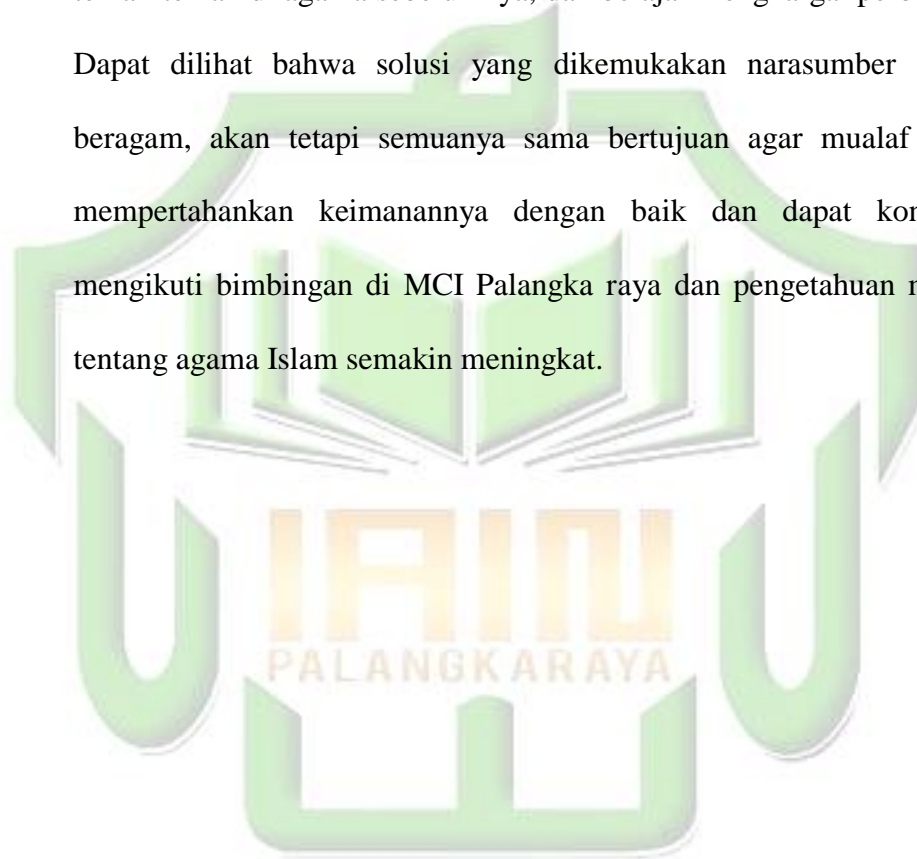 Dapat dilihat bahwa solusi yang dikemukakan narasumber
beragam, akan tetapi semuanya sama bertujuan agar mualaf
mempertahankan keimanannya dengan baik dan dapat
mengikuti bimbingan di MCI Palangka raya dan pengetahuan
tentang agama Islam semakin meningkat.
IAIN
PALANGKARAYA